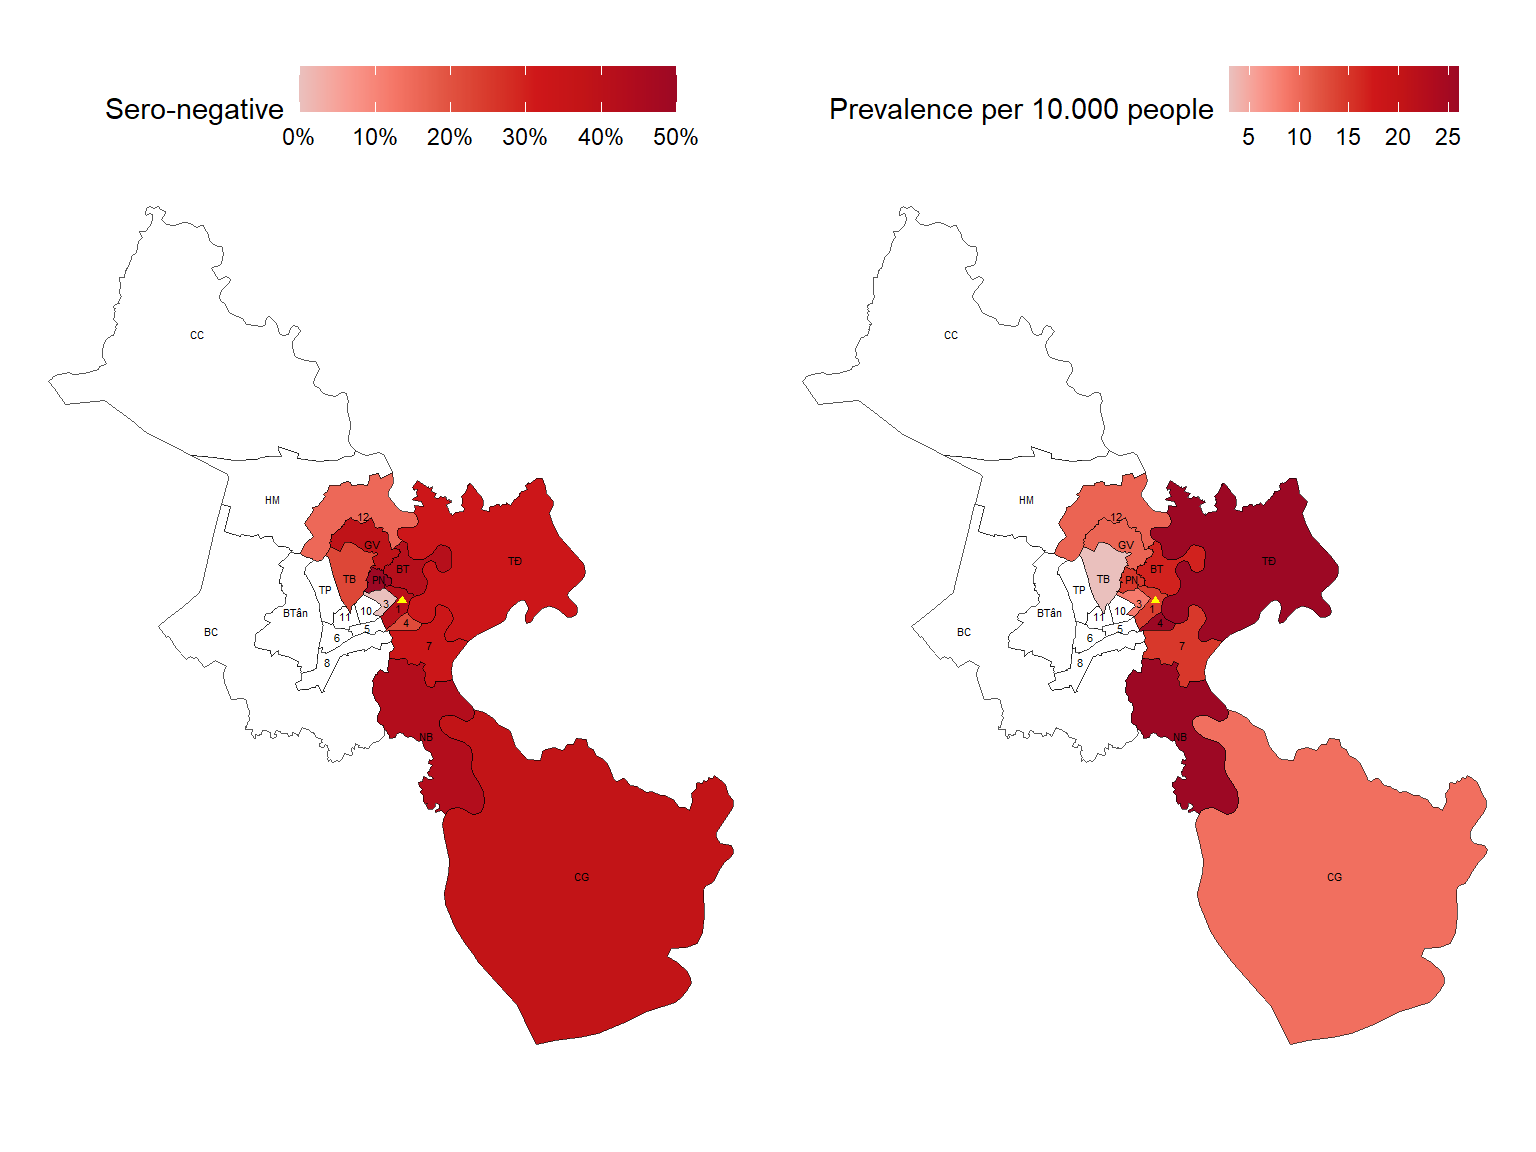 Sero-negative
0% 10% 20% 30% 40% 50%
Prevalence per 10.000 people
5 10 15 20 25
CC
HM
12
GV
BT
TĐ
TB
PN
TP
3
1
BTân
10
11
4
5
BC
6
7
8
NB
CG
CC
HM
12
GV
BT
TĐ
TB
PN
TP
3
1
BTân
10
11
4
5
BC
6
7
8
NB
CG